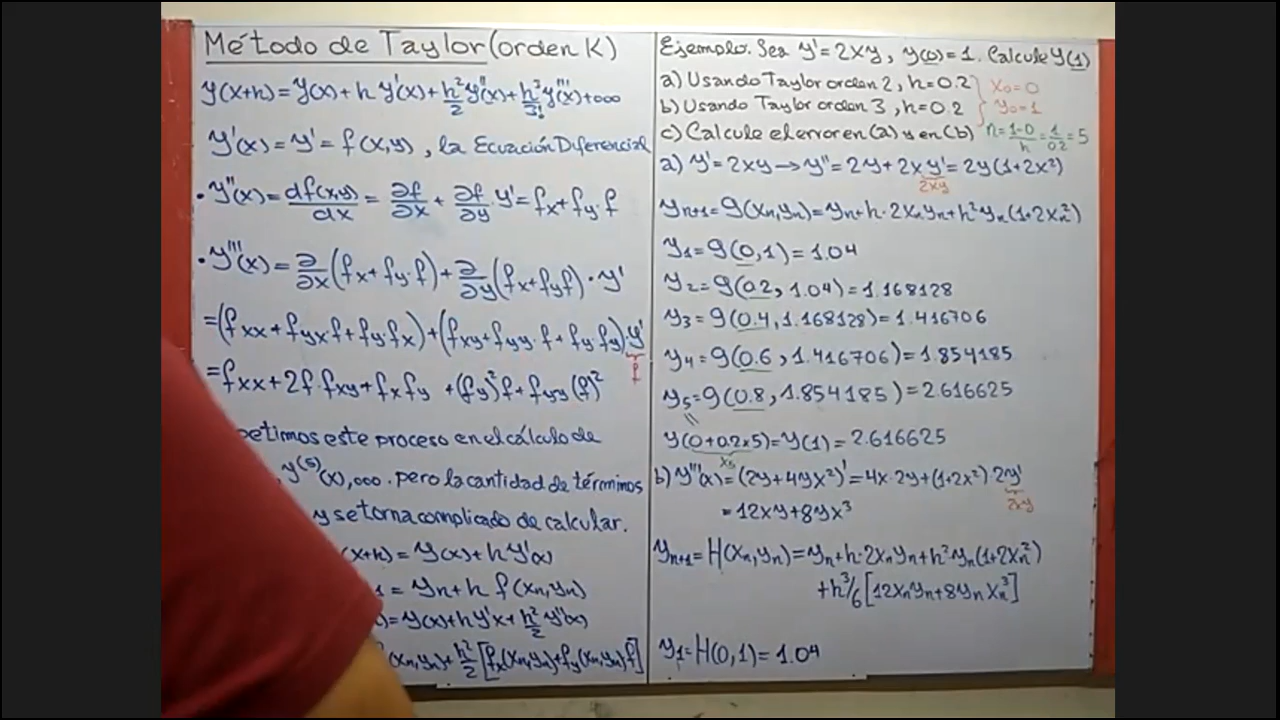 Método de Taylor (orden K)
y(x+h) = y(x) + h y'(x) + h²/2 y''(x) + h³/3! y'''(x) + ooo
y'(x) = y' = f(x,y), la Ecuación Diferencial
• y''(x) = df(x,y)/dx = ∂f/∂x + ∂f/∂y · y' = fx + fy · f
• y'''(x) = ∂/∂x (fx + fy · f) + ∂/∂y (fx + fy f) • y'
= (fxx + fyx · f + fy · fx) + (fxy + fyy · f + fy · fy) · y'
f
= fxx + 2f · fxy + fx fy + (fy)² f + fyy (f)²
petimos este proceso en el cálculo de
, y⁽⁵⁾(x), ooo . pero la cantidad de términos
y se torna complicado de calcular.
(x+h) = y(x) + h y'(x)
1 = yn + h f(xn, yn)
) = y(x) + h y'x + h²/2 y''(x)
(xn, yn) + h²/2 [fx(xn, yn) + fy(xn, yn) f]
Ejemplo. Sea y' = 2xy, y(0) = 1. Calcule y(1)
a) Usando Taylor orden 2, h = 0.2 x₀ = 0
b) Usando Taylor orden 3, h = 0.2 y₀ = 1
c) Calcule el error en (a) y en (b) n = 1-0/h = 1/0.2 = 5
a) y' = 2xy → y'' = 2y + 2x y' = 2y(1+2x²)
2xy
yn+1 = g(xn, yn) = yn + h · 2xn yn + h² yn (1+2xn²)
y1 = g(0, 1) = 1.04
y2 = g(0.2, 1.04) = 1.168128
y3 = g(0.4, 1.168128) = 1.416706
y4 = g(0.6, 1.416706) = 1.854185
y5 = g(0.8, 1.854185) = 2.616625
=
y(0+0.2×5) = y(1) = 2.616625
x5
b) y'''(x) = (2y + 4yx²)' = 4x · 2y + (1+2x²) · 2y'
2xy
= 12xy + 8yx³
yn+1 = H(xn, yn) = yn + h · 2xn yn + h² yn (1+2xn²)
+ h³/6 [12xn yn + 8yn xn³]
y1 = H(0, 1) = 1.04